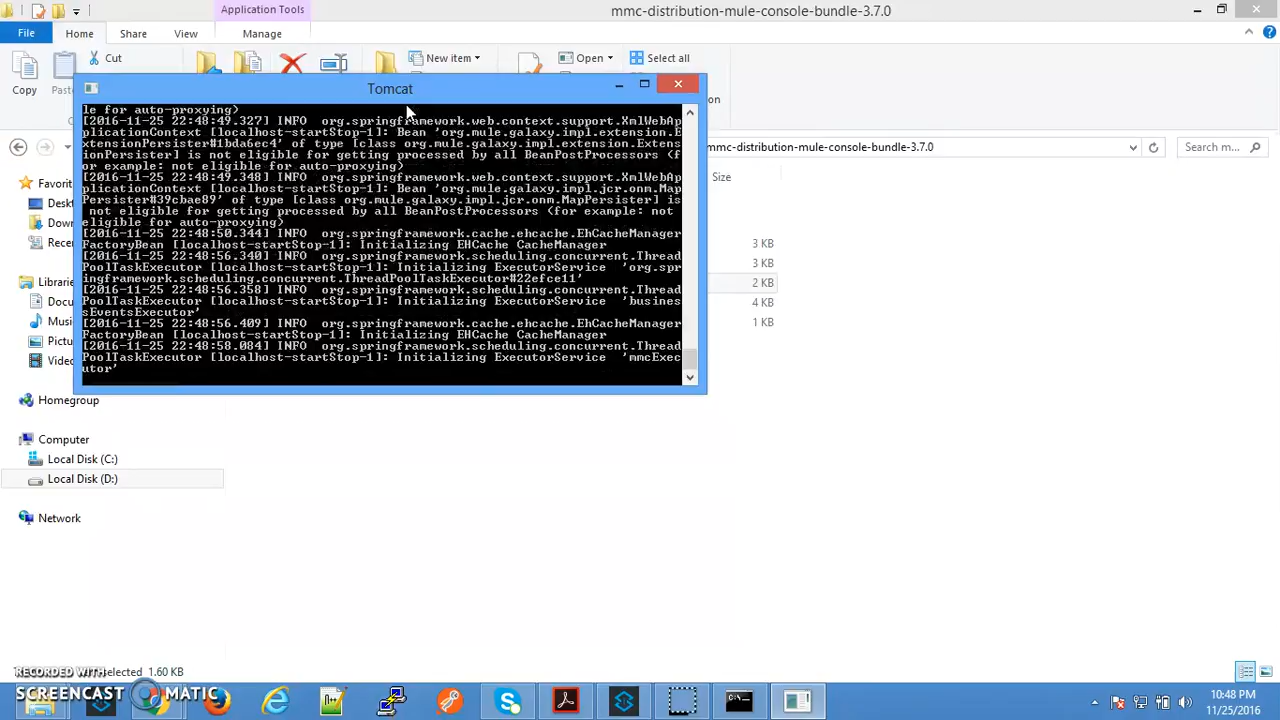 Application Tools
mmc-distribution-mule-console-bundle-3.7.0
File
Home
Share
View
Manage
Copy
Cut
New item
Open
Select all
mmc-distribution-mule-console-bundle-3.7.0
Search m...
Size
3 KB
3 KB
2 KB
4 KB
1 KB
Tomcat
le for auto-proxying)
[2016-11-25 22:48:49.327] INFO  org.springframework.web.context.support.XmlWebAp
plicationContext [localhost-startStop-1]: Bean 'org.mule.galaxy.impl.extension.E
xtensionPersister#1bda6ec4' of type [class org.mule.galaxy.impl.extension.Extens
ionPersister] is not eligible for getting processed by all BeanPostProcessors (f
or example: not eligible for auto-proxying)
[2016-11-25 22:48:49.348] INFO  org.springframework.web.context.support.XmlWebAp
plicationContext [localhost-startStop-1]: Bean 'org.mule.galaxy.impl.jcr.onm.Map
Persister#39cbae89' of type [class org.mule.galaxy.impl.jcr.onm.MapPersister] is
not eligible for getting processed by all BeanPostProcessors (for example: not
eligible for auto-proxying)
[2016-11-25 22:48:50.344] INFO  org.springframework.cache.ehcache.EhCacheManager
FactoryBean [localhost-startStop-1]: Initializing EHCache CacheManager
[2016-11-25 22:48:56.340] INFO  org.springframework.scheduling.concurrent.Thread
PoolTaskExecutor [localhost-startStop-1]: Initializing ExecutorService  'org.spr
ingframework.scheduling.concurrent.ThreadPoolTaskExecutor#22efce11'
[2016-11-25 22:48:56.358] INFO  org.springframework.scheduling.concurrent.Thread
PoolTaskExecutor [localhost-startStop-1]: Initializing ExecutorService  'busines
sEventsExecutor'
[2016-11-25 22:48:56.409] INFO  org.springframework.cache.ehcache.EhCacheManager
FactoryBean [localhost-startStop-1]: Initializing EHCache CacheManager
[2016-11-25 22:48:58.084] INFO  org.springframework.scheduling.concurrent.Thread
PoolTaskExecutor [localhost-startStop-1]: Initializing ExecutorService  'mmcExec
utor'
Favorit
Desk
Down
Rece
Librarie
Docu
Musi
Pictu
Vide
Homegroup
Computer
Local Disk (C:)
Local Disk (D:)
Network
selected 1.60 KB
RECORDED WITH
SCREENCAST MATIC
10:48 PM
11/25/2016